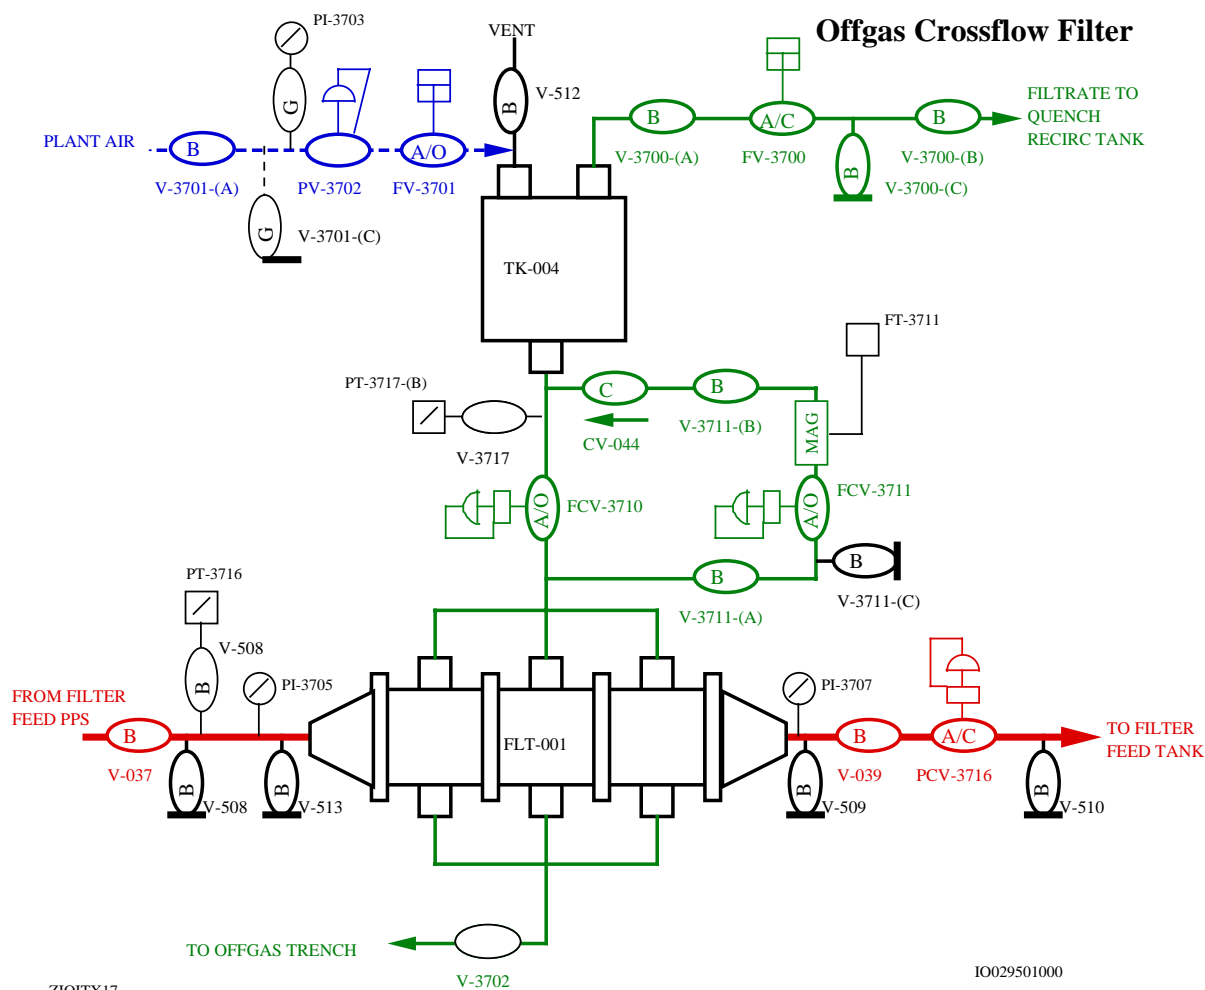 Offgas Crossflow Filter
PI-3703
VENT
G
B
V-512
B
A/C
B
FILTRATE TO
QUENCH
RECIRC TANK
PLANT AIR
B
A/O
V-3700-(A)
FV-3700
V-3700-(B)
B
V-3700-(C)
V-3701-(A)
PV-3702
FV-3701
G
V-3701-(C)
TK-004
FT-3711
PT-3717-(B)
C
B
V-3711-(B)
MAG
CV-044
V-3717
A/O
FCV-3710
A/O
FCV-3711
B
V-3711-(C)
B
V-3711-(A)
PT-3716
V-508
B
PI-3705
PI-3707
FROM FILTER
FEED PPS
B
V-037
FLT-001
B
V-039
A/C
PCV-3716
TO FILTER
FEED TANK
B
V-508
B
V-513
B
V-509
B
V-510
TO OFFGAS TRENCH
V-3702
IO029501000